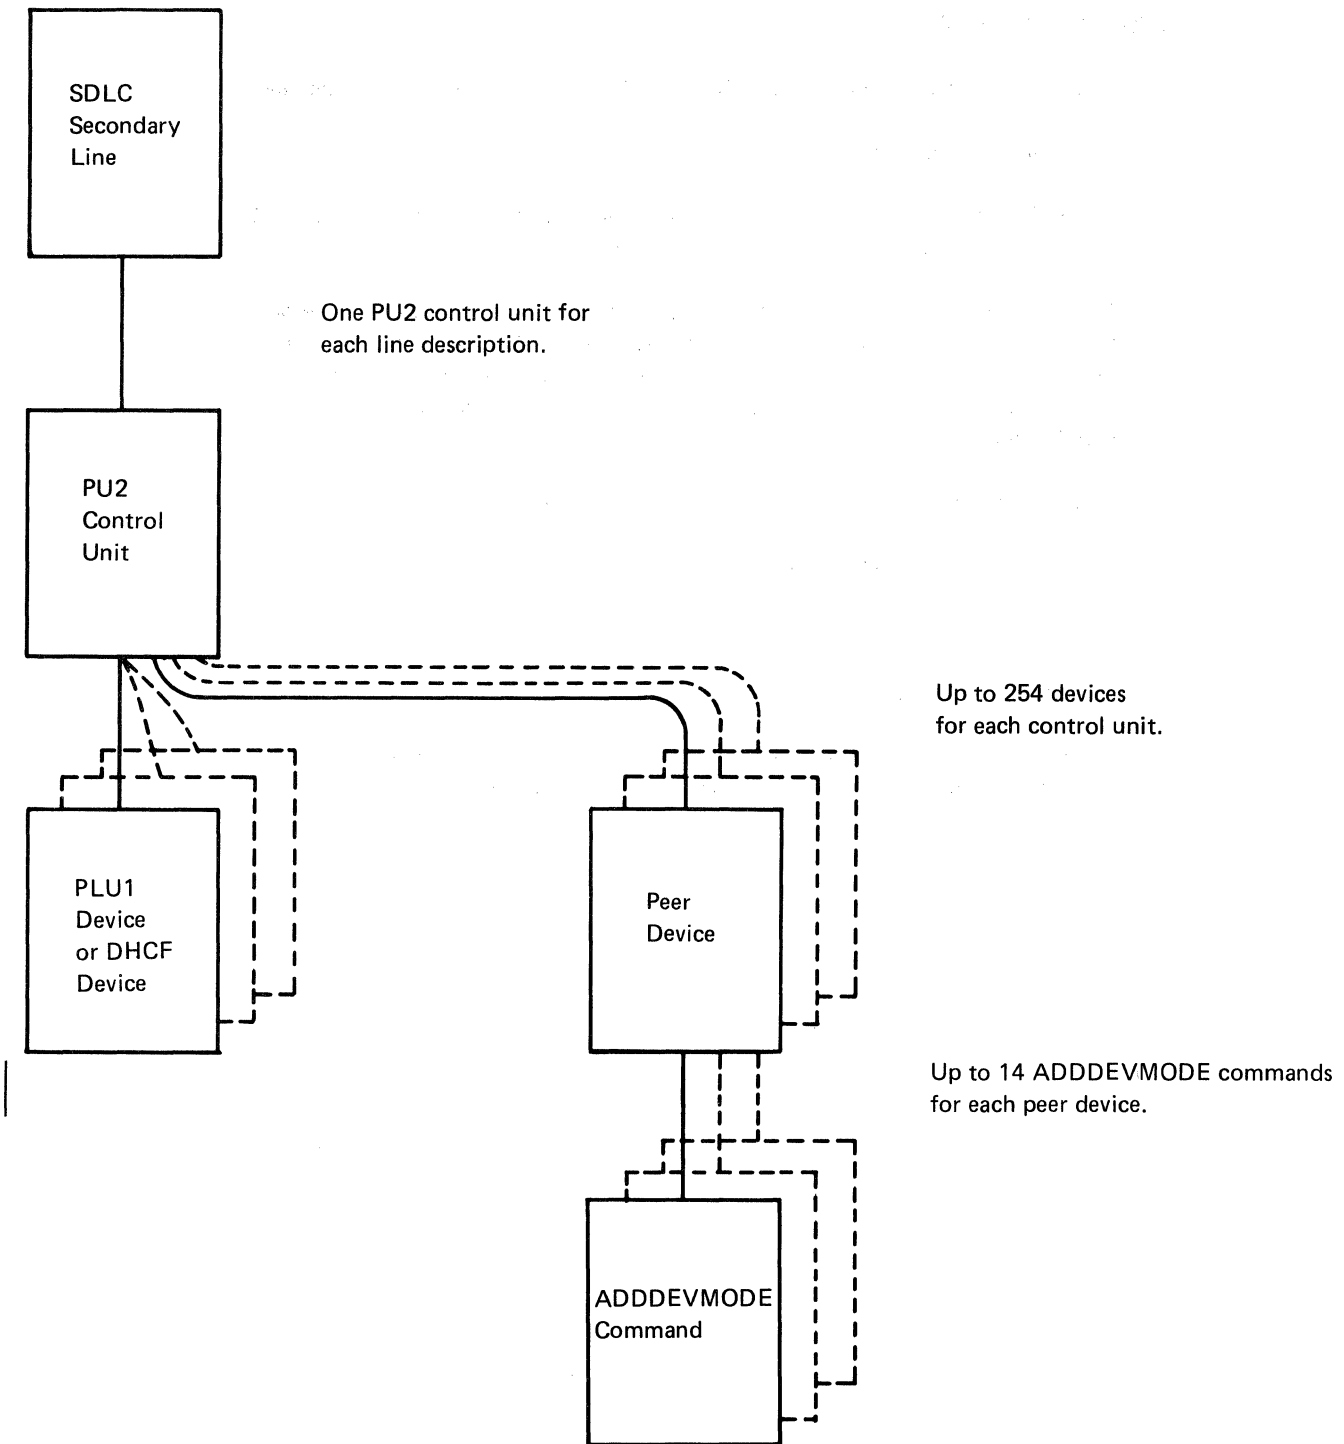 SDLC
Secondary
Line
One PU2 control unit for
each line description.
PU2
Control
Unit
Up to 254 devices
for each control unit.
PLU1
Device
or DHCF
Device
Peer
Device
Up to 14 ADDDEVMODE commands
for each peer device.
ADDDEVMODE
Command